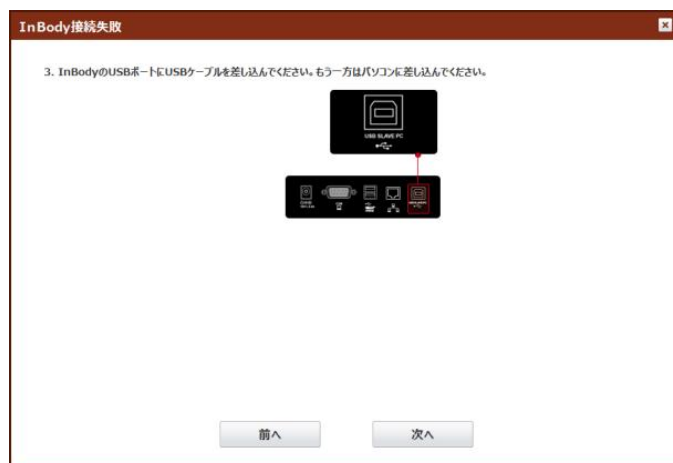 InBody接続失敗
3. InBodyのUSBポートにUSBケーブルを差し込んでください。もう一方はパソコンに差し込んでください。
USB SLAVE PC
前へ
次へ